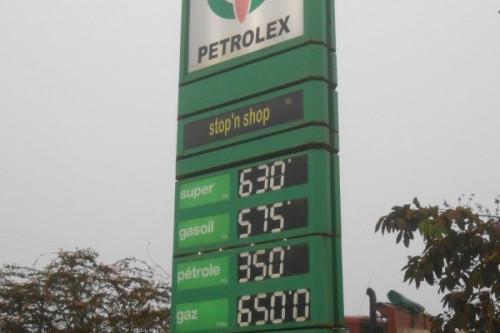 PETROLEX
stop'n shop
super 630
gasoil 575
pétrole 350
gaz 6500